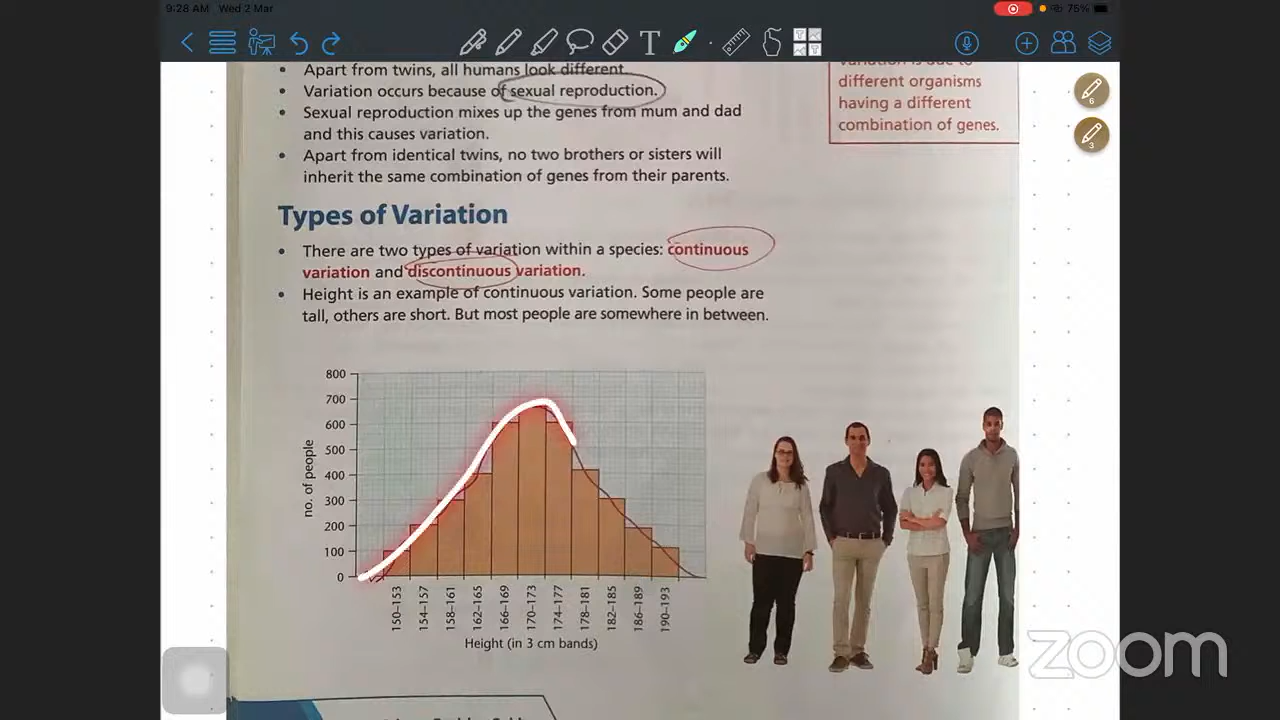 9:28 AM Wed 2 Mar
75%
T
• Apart from twins, all humans look different.
• Variation occurs because of sexual reproduction.
• Sexual reproduction mixes up the genes from mum and dad
and this causes variation.
• Apart from identical twins, no two brothers or sisters will
inherit the same combination of genes from their parents.
variation is due to
different organisms
having a different
combination of genes.
6
3
Types of Variation
• There are two types of variation within a species: continuous
variation and discontinuous variation.
• Height is an example of continuous variation. Some people are
tall, others are short. But most people are somewhere in between.
no. of people
800
700
600
500
400
300
200
100
0
150–153
154–157
158–161
162–165
166–169
170–173
174–177
178–181
182–185
186–189
190–193
Height (in 3 cm bands)
zoom